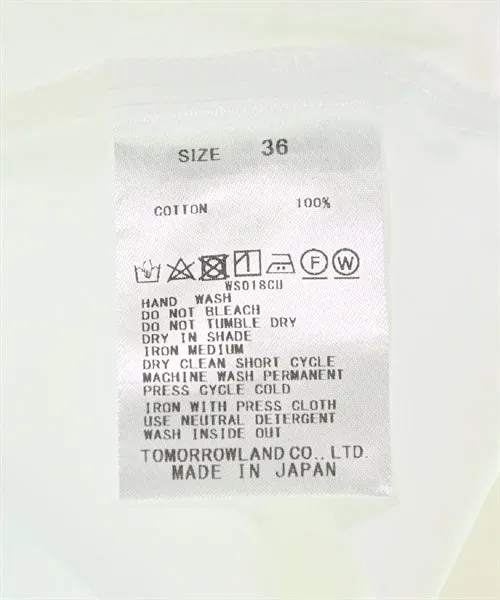 SIZE 36
COTTON 100%
F W
WS018CU
HAND WASH
DO NOT BLEACH
DO NOT TUMBLE DRY
DRY IN SHADE
IRON MEDIUM
DRY CLEAN SHORT CYCLE
MACHINE WASH PERMANENT
PRESS CYCLE COLD
IRON WITH PRESS CLOTH
USE NEUTRAL DETERGENT
WASH INSIDE OUT
TOMORROWLAND CO., LTD.
MADE IN JAPAN